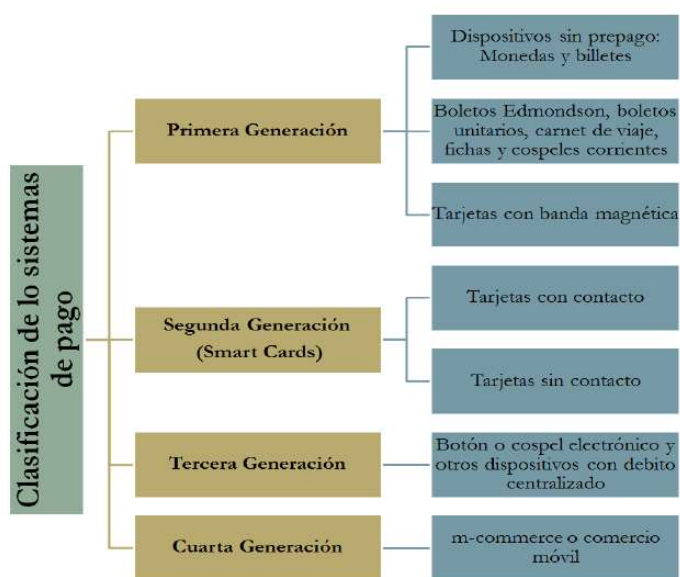 Clasificación de lo sistemas
de pago
Primera Generación
Dispositivos sin prepago:
Monedas y billetes
Boletos Edmondson, boletos
unitarios, carnet de viaje,
fichas y cospeles corrientes
Tarjetas con banda magnética
Segunda Generación
(Smart Cards)
Tarjetas con contacto
Tarjetas sin contacto
Tercera Generación
Botón o cospel electrónico y
otros dispositivos con debito
centralizado
Cuarta Generación
m-commerce o comercio
móvil